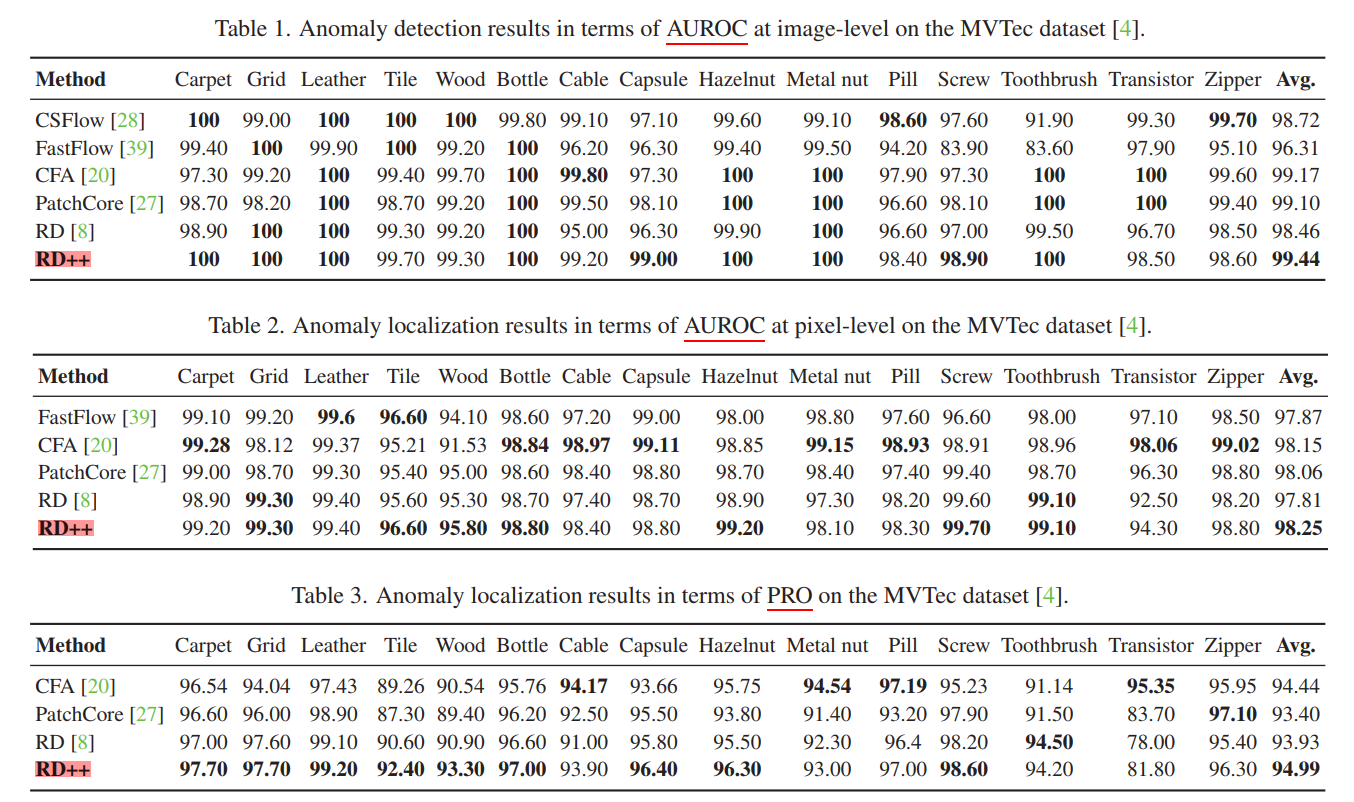 Table 1. Anomaly detection results in terms of AUROC at image-level on the MVTec dataset [4].
Method Carpet Grid Leather Tile Wood Bottle Cable Capsule Hazelnut Metal nut Pill Screw Toothbrush Transistor Zipper Avg.
CSFlow [28] 100 99.00 100 100 100 99.80 99.10 97.10 99.60 99.10 98.60 97.60 91.90 99.30 99.70 98.72
FastFlow [39] 99.40 100 99.90 100 99.20 100 96.20 96.30 99.40 99.50 94.20 83.90 83.60 97.90 95.10 96.31
CFA [20] 97.30 99.20 100 99.40 99.70 100 99.80 97.30 100 100 97.90 97.30 100 100 99.60 99.17
PatchCore [27] 98.70 98.20 100 98.70 99.20 100 99.50 98.10 100 100 96.60 98.10 100 100 99.40 99.10
RD [8] 98.90 100 100 99.30 99.20 100 95.00 96.30 99.90 100 96.60 97.00 99.50 96.70 98.50 98.46
RD++ 100 100 100 99.70 99.30 100 99.20 99.00 100 100 98.40 98.90 100 98.50 98.60 99.44
Table 2. Anomaly localization results in terms of AUROC at pixel-level on the MVTec dataset [4].
Method Carpet Grid Leather Tile Wood Bottle Cable Capsule Hazelnut Metal nut Pill Screw Toothbrush Transistor Zipper Avg.
FastFlow [39] 99.10 99.20 99.6 96.60 94.10 98.60 97.20 99.00 98.00 98.80 97.60 96.60 98.00 97.10 98.50 97.87
CFA [20] 99.28 98.12 99.37 95.21 91.53 98.84 98.97 99.11 98.85 99.15 98.93 98.91 98.96 98.06 99.02 98.15
PatchCore [27] 99.00 98.70 99.30 95.40 95.00 98.60 98.40 98.80 98.70 98.40 97.40 99.40 98.70 96.30 98.80 98.06
RD [8] 98.90 99.30 99.40 95.60 95.30 98.70 97.40 98.70 98.90 97.30 98.20 99.60 99.10 92.50 98.20 97.81
RD++ 99.20 99.30 99.40 96.60 95.80 98.80 98.40 98.80 99.20 98.10 98.30 99.70 99.10 94.30 98.80 98.25
Table 3. Anomaly localization results in terms of PRO on the MVTec dataset [4].
Method Carpet Grid Leather Tile Wood Bottle Cable Capsule Hazelnut Metal nut Pill Screw Toothbrush Transistor Zipper Avg.
CFA [20] 96.54 94.04 97.43 89.26 90.54 95.76 94.17 93.66 95.75 94.54 97.19 95.23 91.14 95.35 95.95 94.44
PatchCore [27] 96.60 96.00 98.90 87.30 89.40 96.20 92.50 95.50 93.80 91.40 93.20 97.90 91.50 83.70 97.10 93.40
RD [8] 97.00 97.60 99.10 90.60 90.90 96.60 91.00 95.80 95.50 92.30 96.4 98.20 94.50 78.00 95.40 93.93
RD++ 97.70 97.70 99.20 92.40 93.30 97.00 93.90 96.40 96.30 93.00 97.00 98.60 94.20 81.80 96.30 94.99